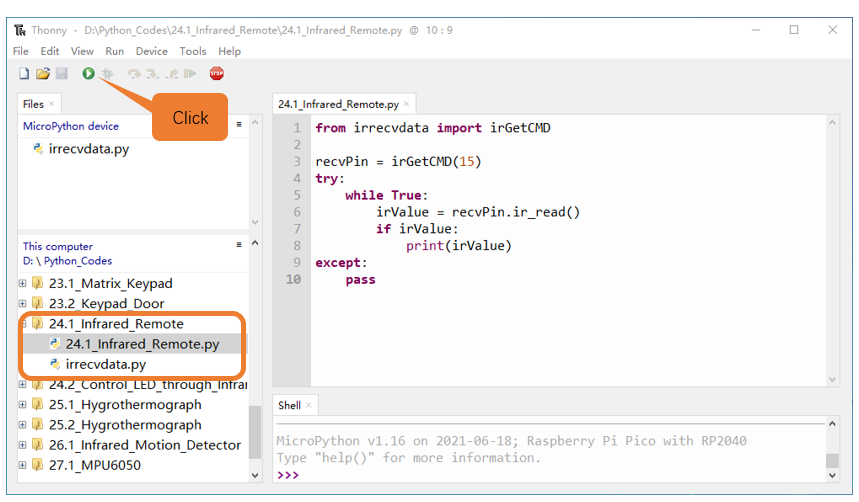 Thonny - D:\Python_Codes\24.1_Infrared_Remote\24.1_Infrared_Remote.py @ 10 : 9
File Edit View Run Device Tools Help
STOP
Click
Files
MicroPython device
irrecvdata.py
This computer
D: \ Python_Codes
23.1_Matrix_Keypad
23.2_Keypad_Door
24.1_Infrared_Remote
24.1_Infrared_Remote.py
irrecvdata.py
24.2_Control_LED_through_Infrar
25.1_Hygrothermograph
25.2_Hygrothermograph
26.1_Infrared_Motion_Detector
27.1_MPU6050
24.1_Infrared_Remote.py
1 from irrecvdata import irGetCMD
2
3 recvPin = irGetCMD(15)
4 try:
5     while True:
6         irValue = recvPin.ir_read()
7         if irValue:
8             print(irValue)
9 except:
10     pass
Shell
MicroPython v1.16 on 2021-06-18; Raspberry Pi Pico with RP2040
Type "help()" for more information.
>>>